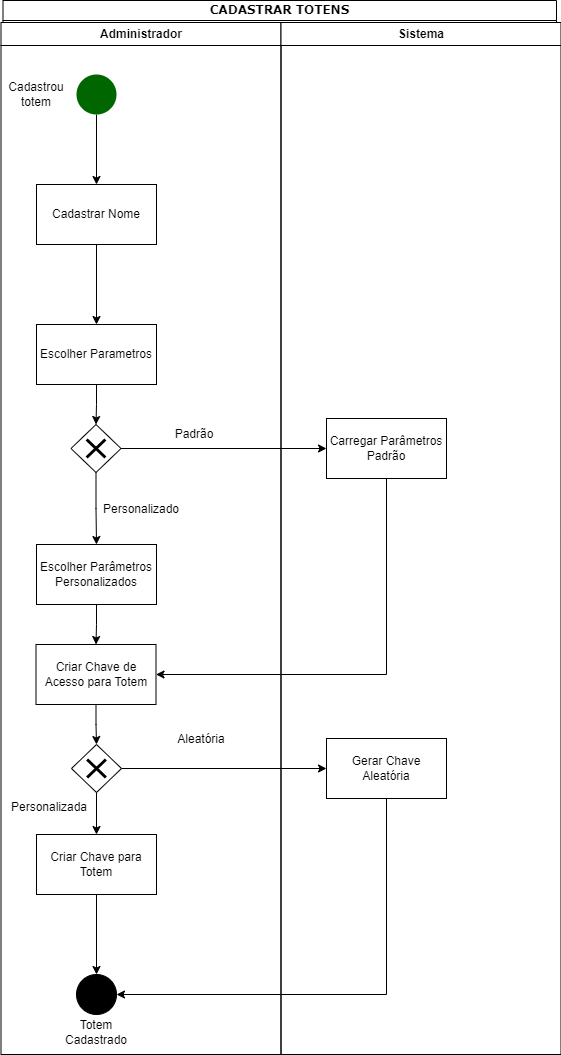 CADASTRAR TOTENS
Administrador
Sistema
Cadastrou
totem
Cadastrar Nome
Escolher Parametros
Padrão
Carregar Parâmetros
Padrão
Personalizado
Escolher Parâmetros
Personalizados
Criar Chave de
Acesso para Totem
Aleatória
Gerar Chave
Aleatória
Personalizada
Criar Chave para
Totem
Totem
Cadastrado